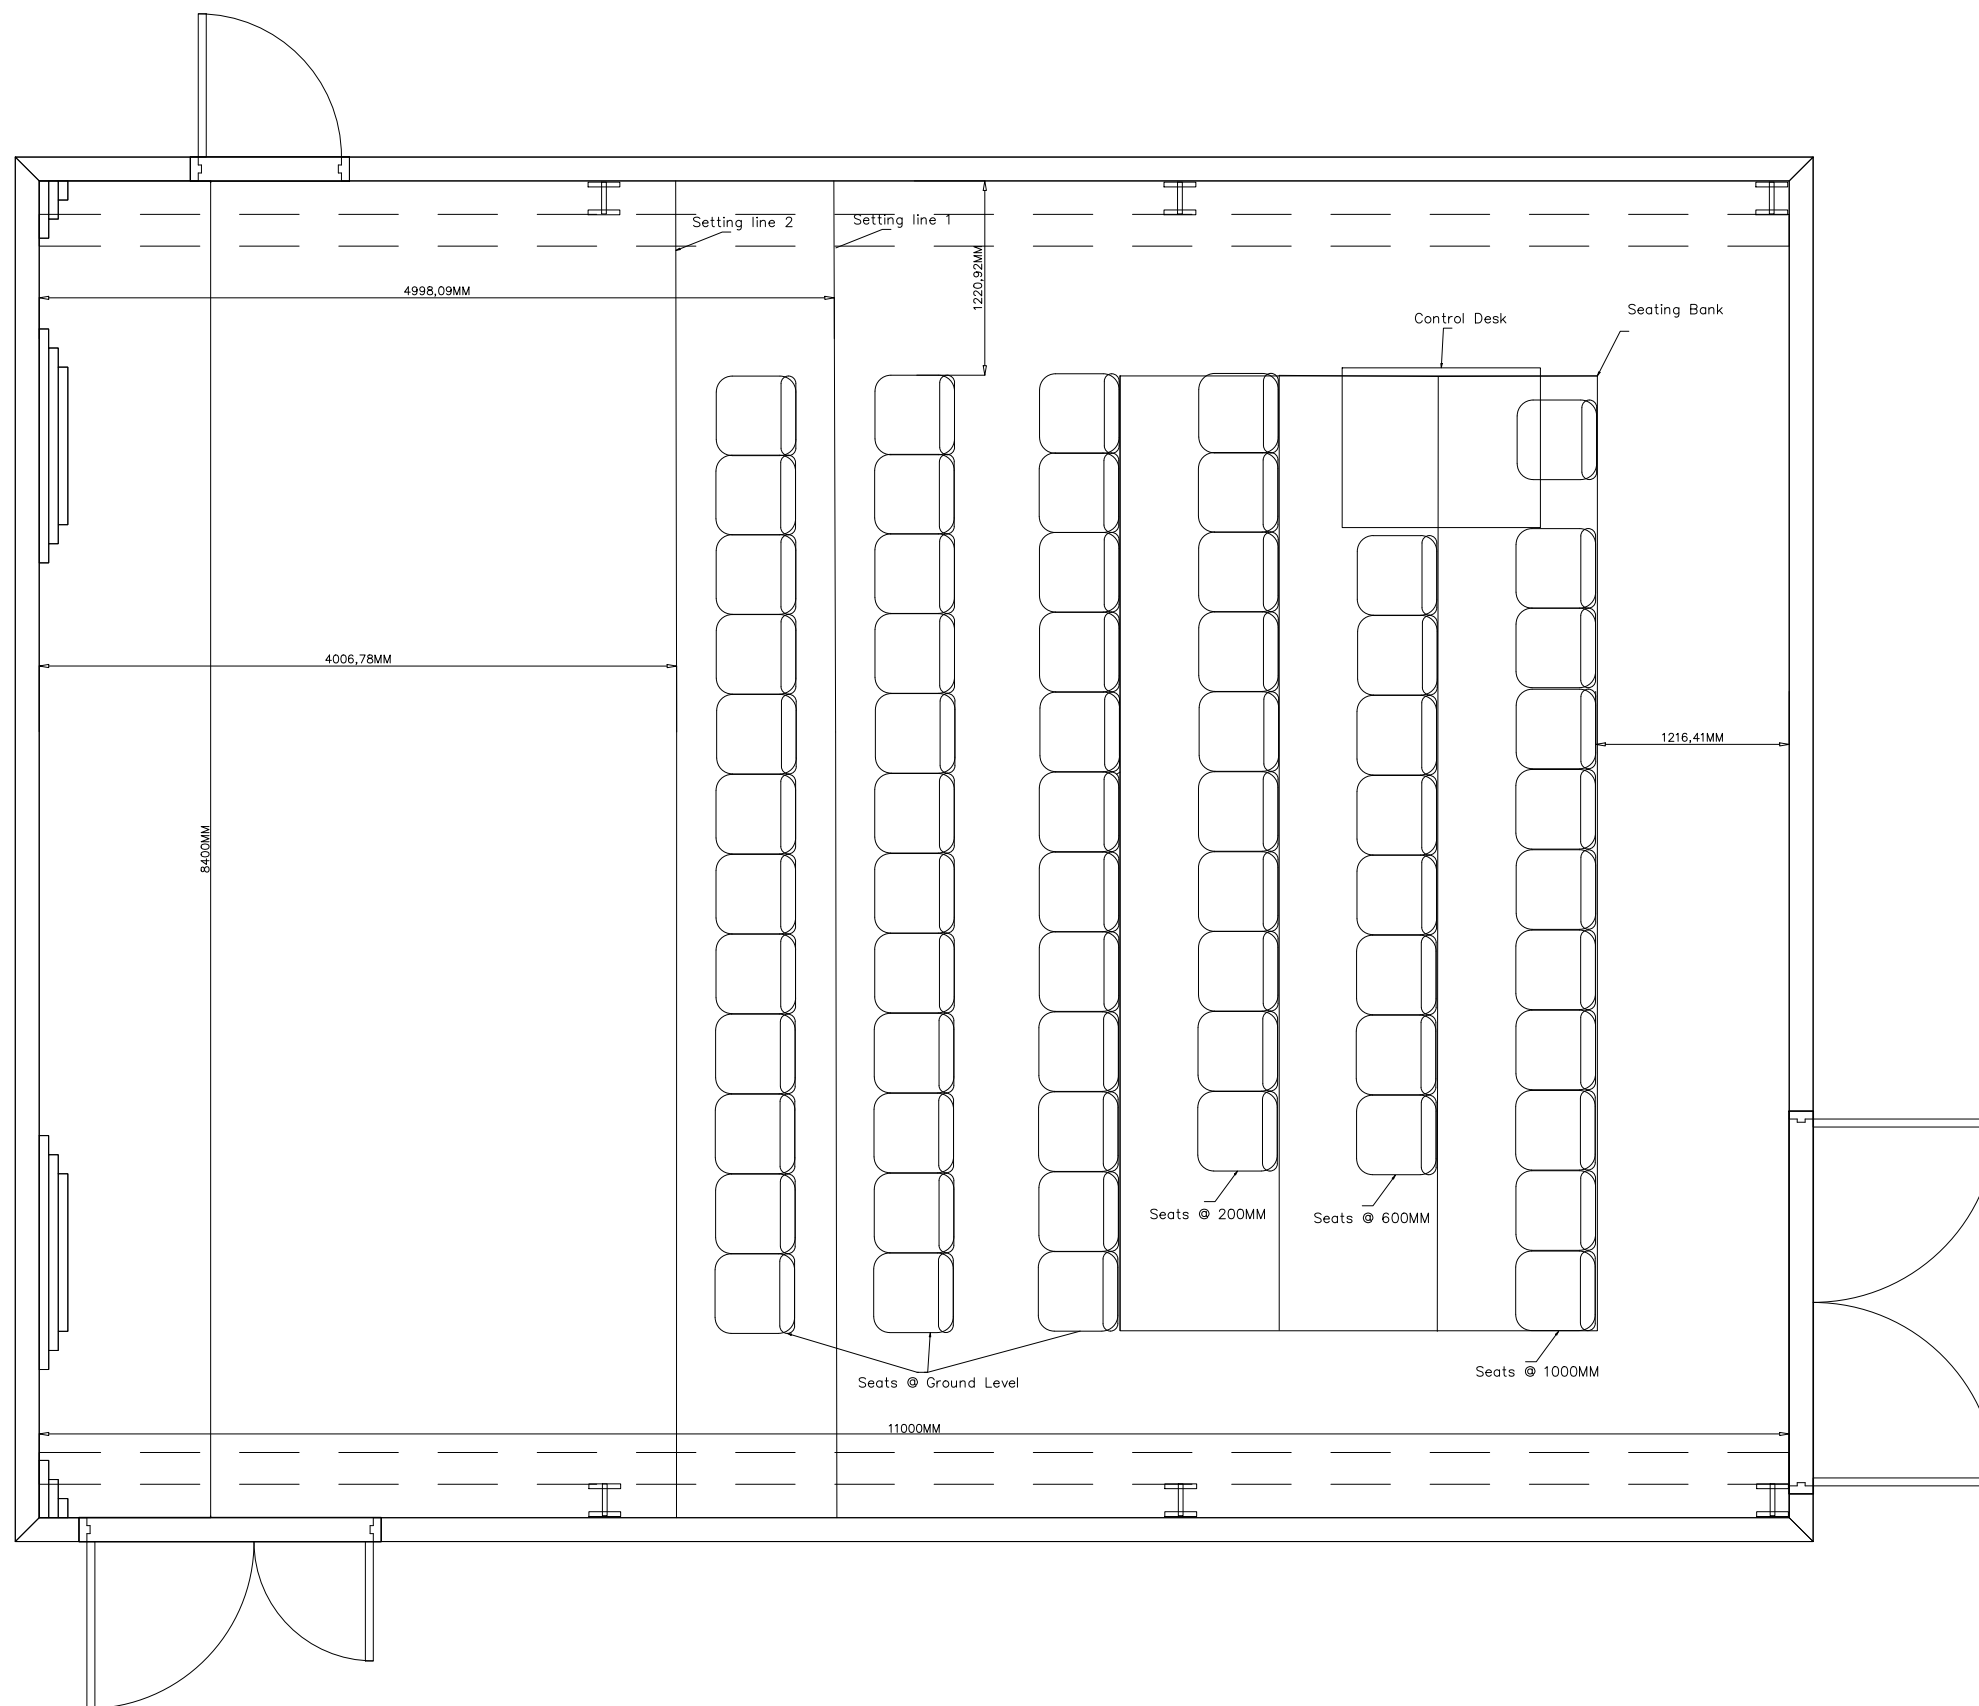 Setting line 2
Setting line 1
1220,92MM
4998,09MM
Control Desk
Seating Bank
4006,78MM
1216,41MM
8400MM
Seats @ 200MM
Seats @ 600MM
Seats @ 1000MM
Seats @ Ground Level
11000MM